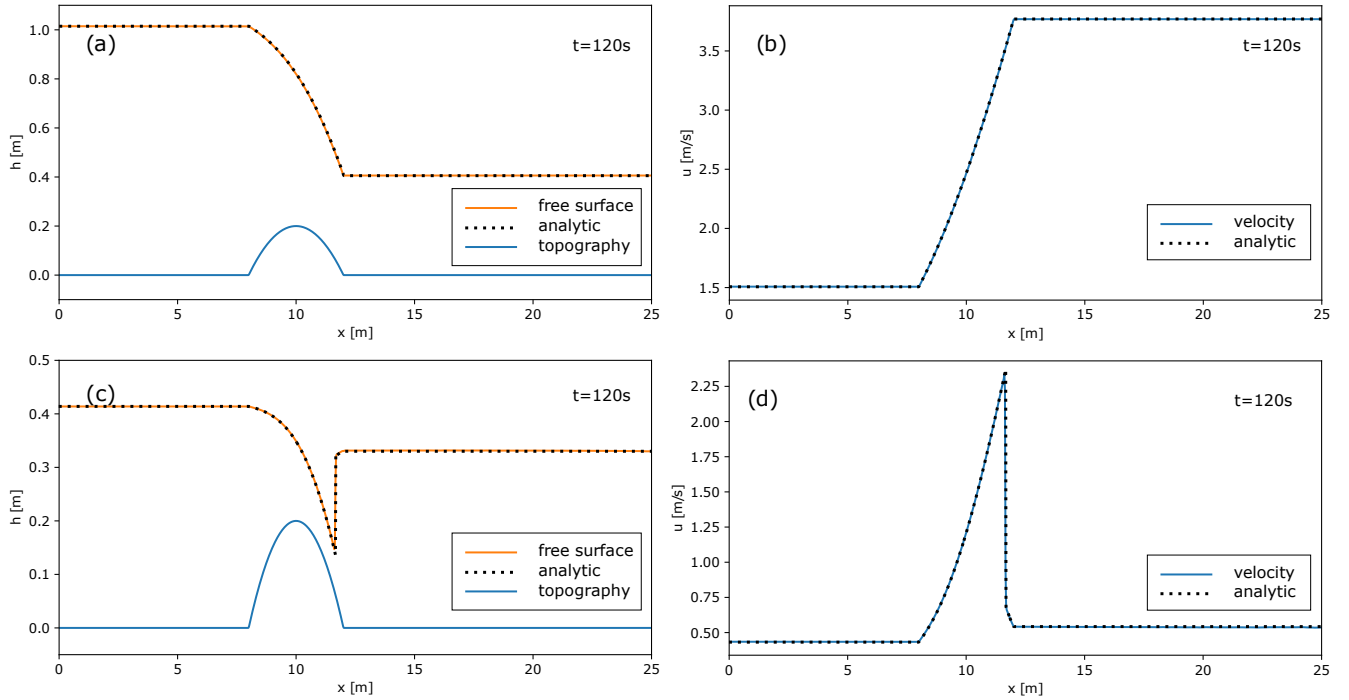 (a)
t=120s
h [m]
1.0
0.8
0.6
0.4
0.2
0.0
free surface
analytic
topography
0 5 10 15 20 25
x [m]
(b)
t=120s
u [m/s]
3.5
3.0
2.5
2.0
1.5
velocity
analytic
0 5 10 15 20 25
x [m]
(c)
t=120s
h [m]
0.5
0.4
0.3
0.2
0.1
0.0
free surface
analytic
topography
0 5 10 15 20 25
x [m]
(d)
t=120s
u [m/s]
2.25
2.00
1.75
1.50
1.25
1.00
0.75
0.50
velocity
analytic
0 5 10 15 20 25
x [m]